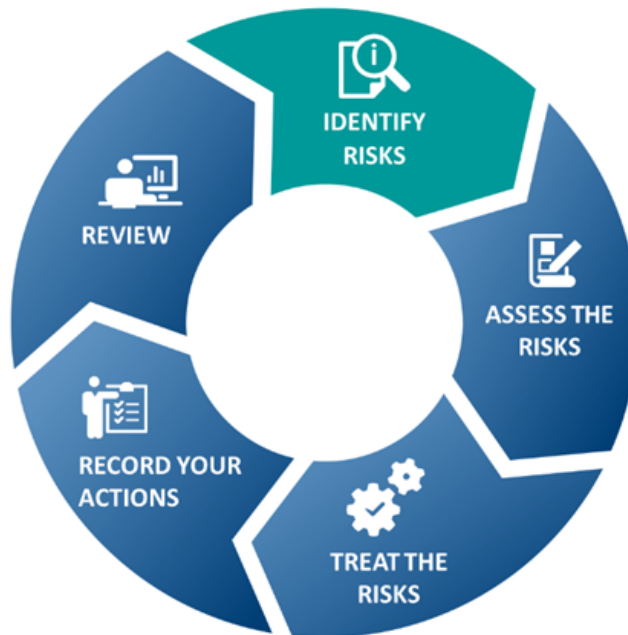 IDENTIFY
RISKS
ASSESS THE
RISKS
TREAT THE
RISKS
RECORD YOUR
ACTIONS
REVIEW